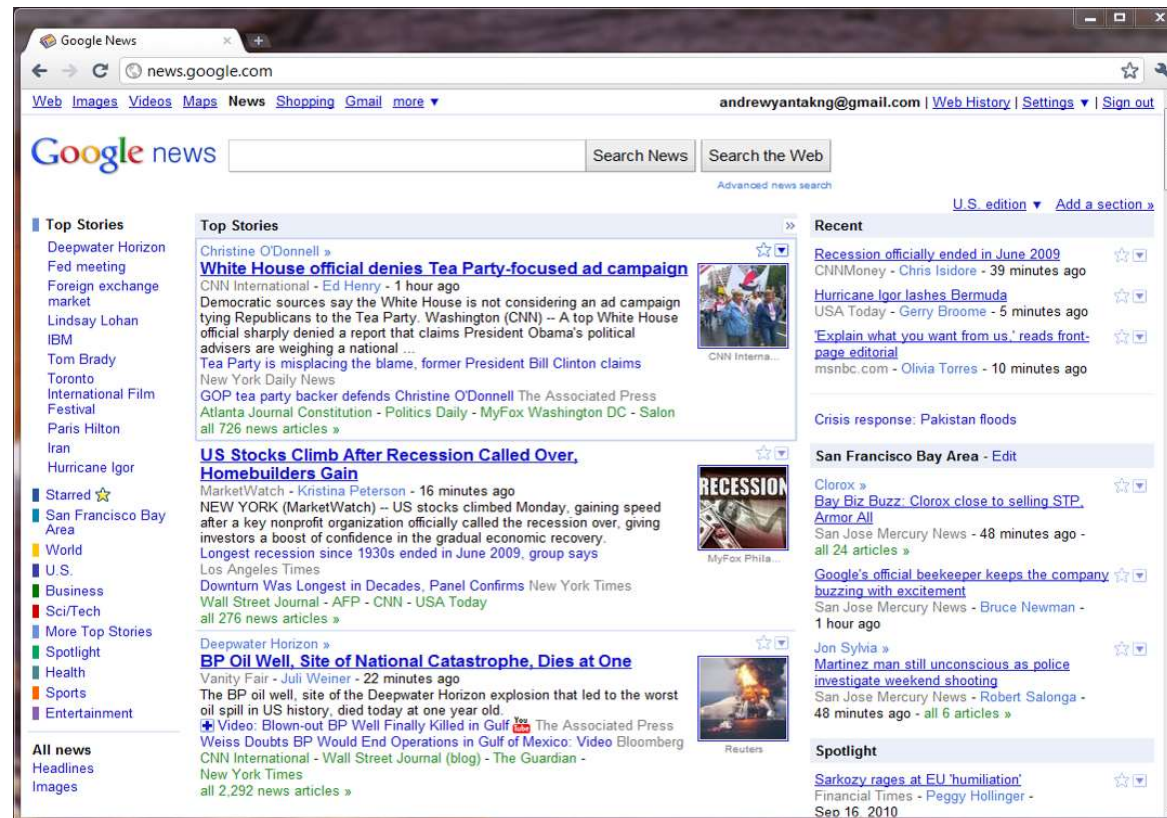 Google News
news.google.com
Web Images Videos Maps News Shopping Gmail more ▼
andrewyantakng@gmail.com | Web History | Settings ▼ | Sign out
Google news
Search News
Search the Web
Advanced news search
U.S. edition ▼ Add a section »
Top Stories
Deepwater Horizon
Fed meeting
Foreign exchange
market
Lindsay Lohan
IBM
Tom Brady
Toronto
International Film
Festival
Paris Hilton
Iran
Hurricane Igor
Starred
San Francisco Bay
Area
World
U.S.
Business
Sci/Tech
More Top Stories
Spotlight
Health
Sports
Entertainment
All news
Headlines
Images
Top Stories »
Christine O'Donnell »
White House official denies Tea Party-focused ad campaign
CNN International - Ed Henry - 1 hour ago
Democratic sources say the White House is not considering an ad campaign
tying Republicans to the Tea Party. Washington (CNN) -- A top White House
official sharply denied a report that claims President Obama's political
advisers are weighing a national ...
Tea Party is misplacing the blame, former President Bill Clinton claims
New York Daily News
GOP tea party backer defends Christine O'Donnell The Associated Press
Atlanta Journal Constitution - Politics Daily - MyFox Washington DC - Salon
all 726 news articles »
CNN Interna...
US Stocks Climb After Recession Called Over,
Homebuilders Gain
MarketWatch - Kristina Peterson - 16 minutes ago
NEW YORK (MarketWatch) -- US stocks climbed Monday, gaining speed
after a key nonprofit organization officially called the recession over, giving
investors a boost of confidence in the gradual economic recovery.
Longest recession since 1930s ended in June 2009, group says
Los Angeles Times
Downturn Was Longest in Decades, Panel Confirms New York Times
Wall Street Journal - AFP - CNN - USA Today
all 276 news articles »
RECESSION
MyFox Phila...
Deepwater Horizon »
BP Oil Well, Site of National Catastrophe, Dies at One
Vanity Fair - Juli Weiner - 22 minutes ago
The BP oil well, site of the Deepwater Horizon explosion that led to the worst
oil spill in US history, died today at one year old.
Video: Blown-out BP Well Finally Killed in Gulf You Tube The Associated Press
Weiss Doubts BP Would End Operations in Gulf of Mexico: Video Bloomberg
CNN International - Wall Street Journal (blog) - The Guardian -
New York Times
all 2,292 news articles »
Reuters
Recent
Recession officially ended in June 2009
CNNMoney - Chris Isidore - 39 minutes ago
Hurricane Igor lashes Bermuda
USA Today - Gerry Broome - 5 minutes ago
'Explain what you want from us,' reads front-
page editorial
msnbc.com - Olivia Torres - 10 minutes ago
Crisis response: Pakistan floods
San Francisco Bay Area - Edit
Clorox »
Bay Biz Buzz: Clorox close to selling STP,
Armor All
San Jose Mercury News - 48 minutes ago -
all 24 articles »
Google's official beekeeper keeps the company
buzzing with excitement
San Jose Mercury News - Bruce Newman -
1 hour ago
Jon Sylvia »
Martinez man still unconscious as police
investigate weekend shooting
San Jose Mercury News - Robert Salonga -
48 minutes ago - all 6 articles »
Spotlight
Sarkozy rages at EU 'humiliation'
Financial Times - Peggy Hollinger -
Sep 16, 2010